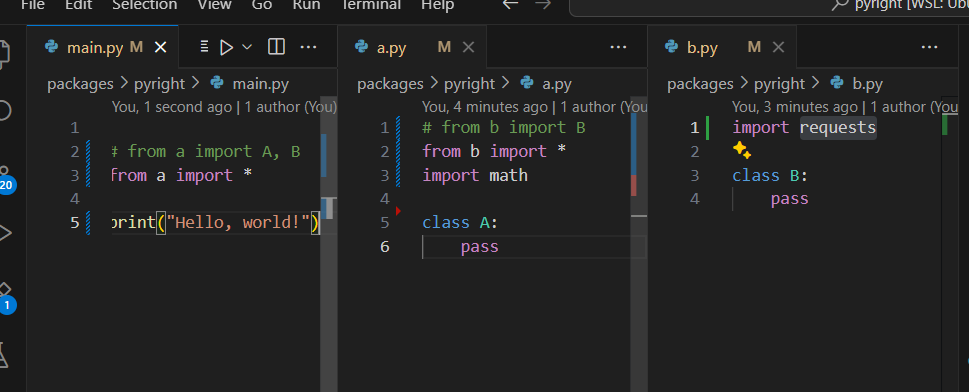 File Edit Selection View Go Run Terminal Help pyright [WSL: Ub
main.py M
packages > pyright > main.py
You, 1 second ago | 1 author (You)
1
2 # from a import A, B
3 from a import *
4
5 print("Hello, world!")
a.py M
packages > pyright > a.py
You, 4 minutes ago | 1 author (You
1 # from b import B
2 from b import *
3 import math
4
5 class A:
6 pass
b.py M
packages > pyright > b.py
You, 3 minutes ago | 1 author (You
1 import requests
2
3 class B:
4 pass
20
1